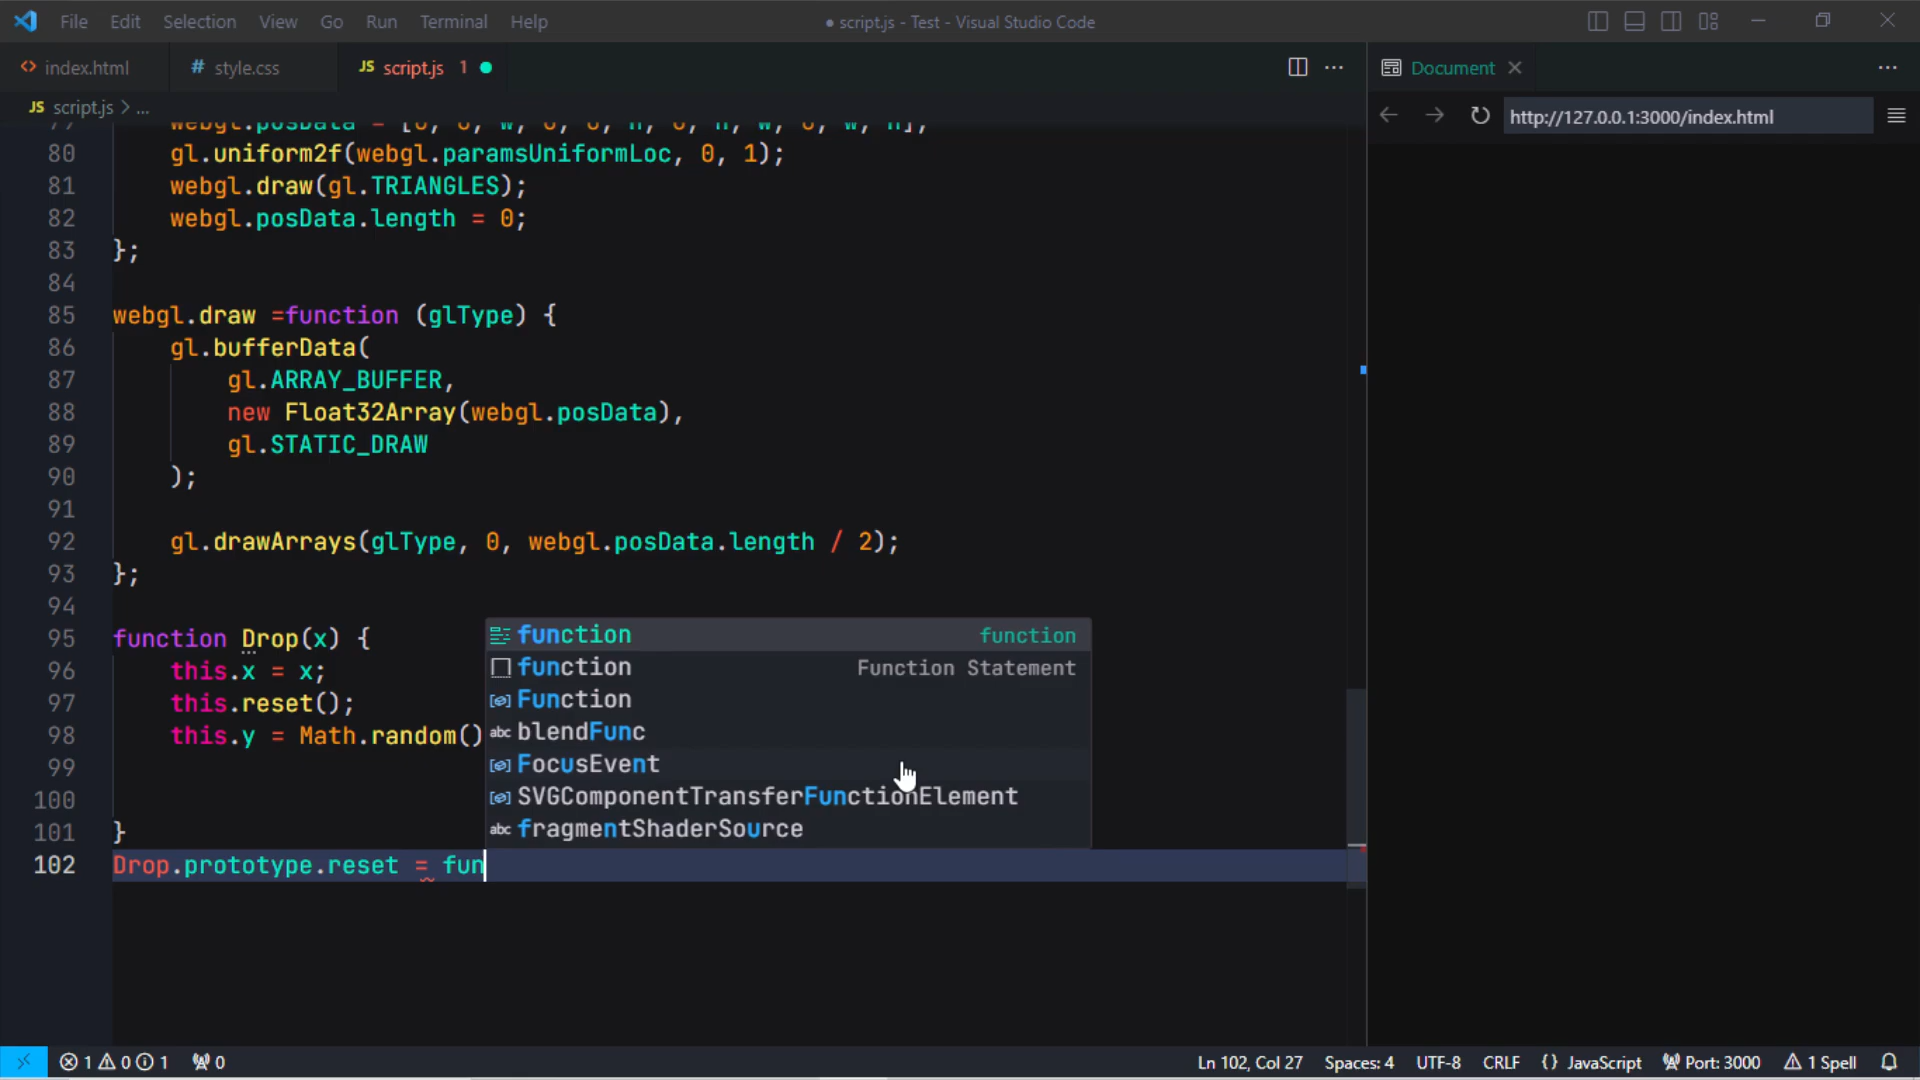 File Edit Selection View Go Run Terminal Help ● script.js - Test - Visual Studio Code
<> index.html # style.css JS script.js 1 ● Document
JS script.js > ... http://127.0.0.1:3000/index.html
80 gl.uniform2f(webgl.paramsUniformLoc, 0, 1);
81 webgl.draw(gl.TRIANGLES);
82 webgl.posData.length = 0;
83 };
84
85 webgl.draw =function (glType) {
86 gl.bufferData(
87 gl.ARRAY_BUFFER,
88 new Float32Array(webgl.posData),
89 gl.STATIC_DRAW
90 );
91
92 gl.drawArrays(glType, 0, webgl.posData.length / 2);
93 };
94
95 function Drop(x) {
96 this.x = x;
97 this.reset();
98 this.y = Math.random()
99
100
101 }
102 Drop.prototype.reset = fun
function function
function Function Statement
Function
abc blendFunc
FocusEvent
SVGComponentTransferFunctionElement
abc fragmentShaderSource
1 0 1 0 Ln 102, Col 27 Spaces: 4 UTF-8 CRLF {} JavaScript Port: 3000 1 Spell